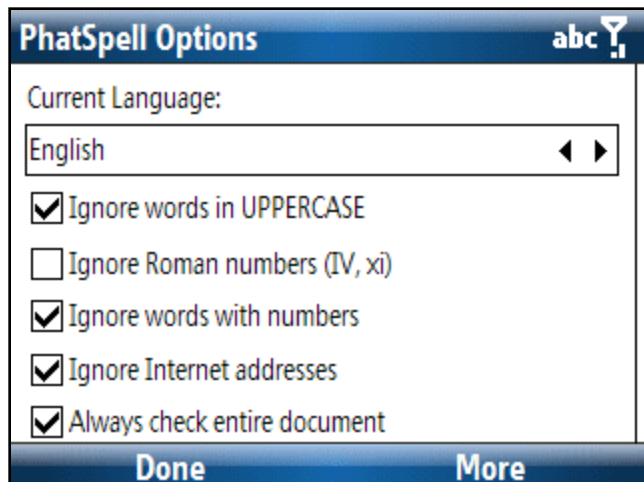 PhatSpell Options abc
Current Language:
English
Ignore words in UPPERCASE
Ignore Roman numbers (IV, xi)
Ignore words with numbers
Ignore Internet addresses
Always check entire document
Done More